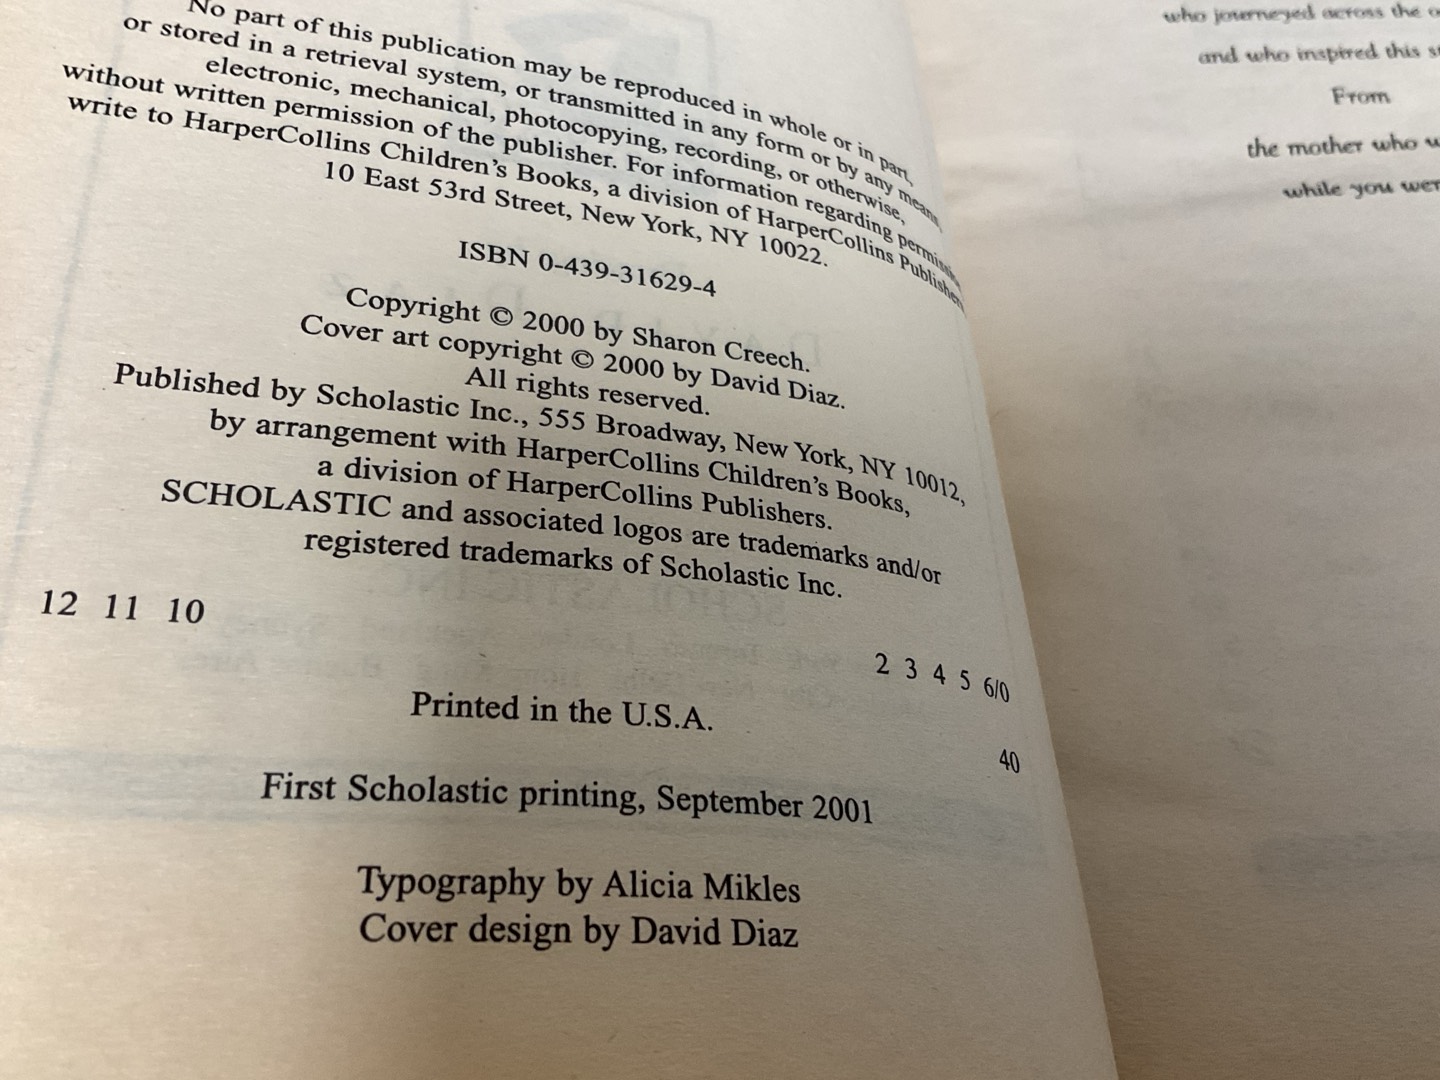 No part of this publication may be reproduced in whole or in part,
or stored in a retrieval system, or transmitted in any form or by any means,
electronic, mechanical, photocopying, recording, or otherwise,
without written permission of the publisher. For information regarding
write to HarperCollins Children's Books, a division of HarperCollins
10 East 53rd Street, New York, NY 10022.
ISBN 0-439-31629-4
Copyright © 2000 by Sharon Creech.
Cover art copyright © 2000 by David Diaz.
All rights reserved.
Published by Scholastic Inc., 555 Broadway, New York, NY 10012,
by arrangement with HarperCollins Children's Books,
a division of HarperCollins Publishers.
SCHOLASTIC and associated logos are trademarks and/or
registered trademarks of Scholastic Inc.
12 11 10
2 3 4 5 6/0
Printed in the U.S.A.
40
First Scholastic printing, September 2001
Typography by Alicia Mikles
Cover design by David Diaz
who journeyed across the
and who inspired this
From
the mother who
while you